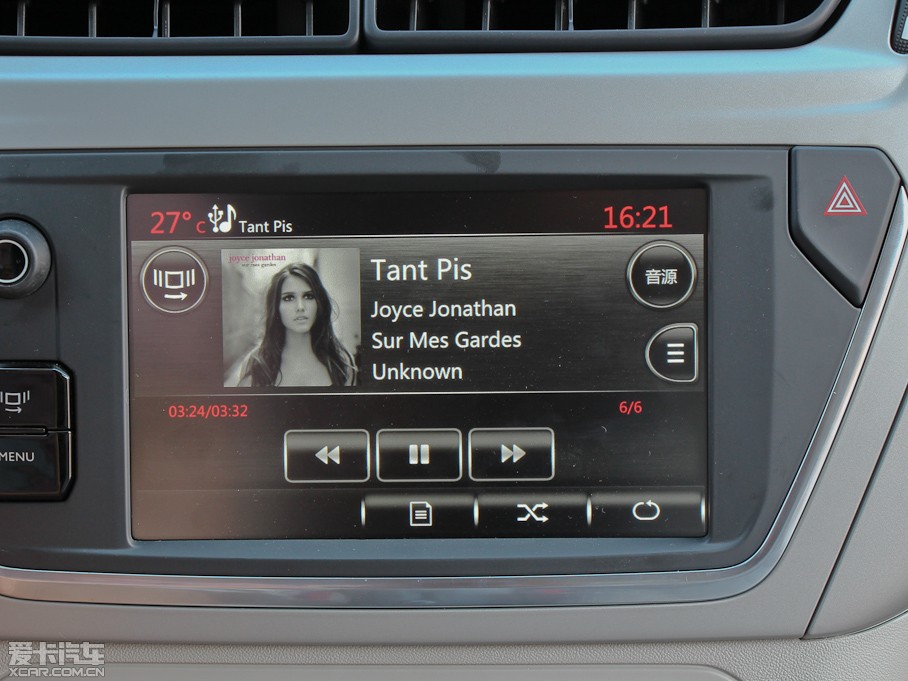 27° C Tant Pis 16:21
joyce jonathan
sur mes gardes
Tant Pis
音源
Joyce Jonathan
Sur Mes Gardes
Unknown
03:24/03:32 6/6
MENU
爱卡汽车
XCAR.COM.CN